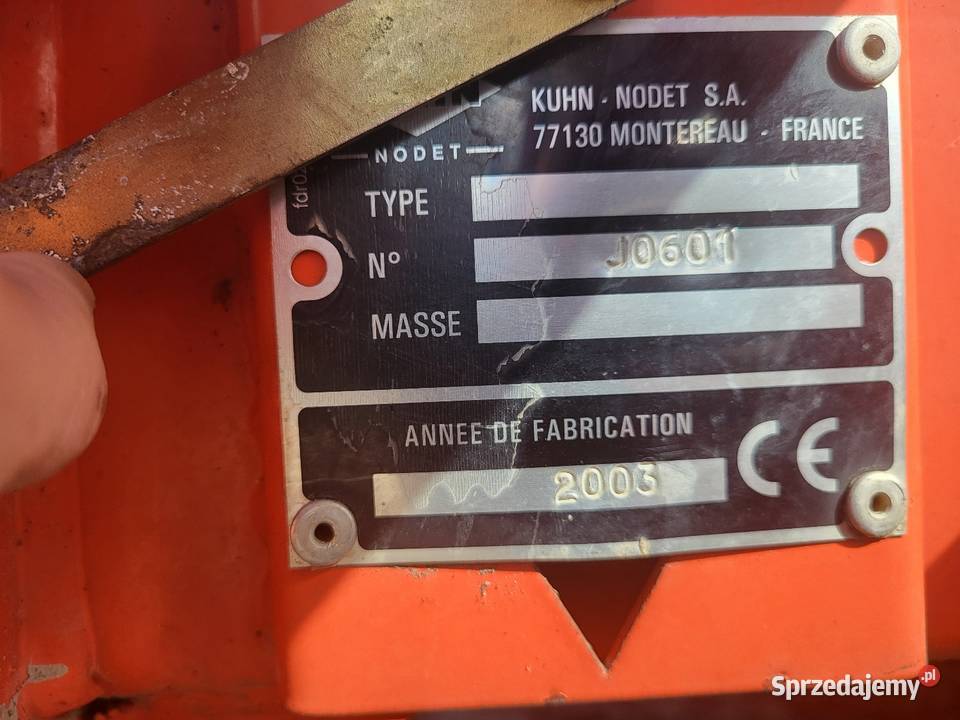 KUHN - NODET S.A.
77130 MONTEREAU - FRANCE
NODET
TYPE
N° J0601
MASSE
ANNEE DE FABRICATION
2003
CE
Sprzedajemy.pl